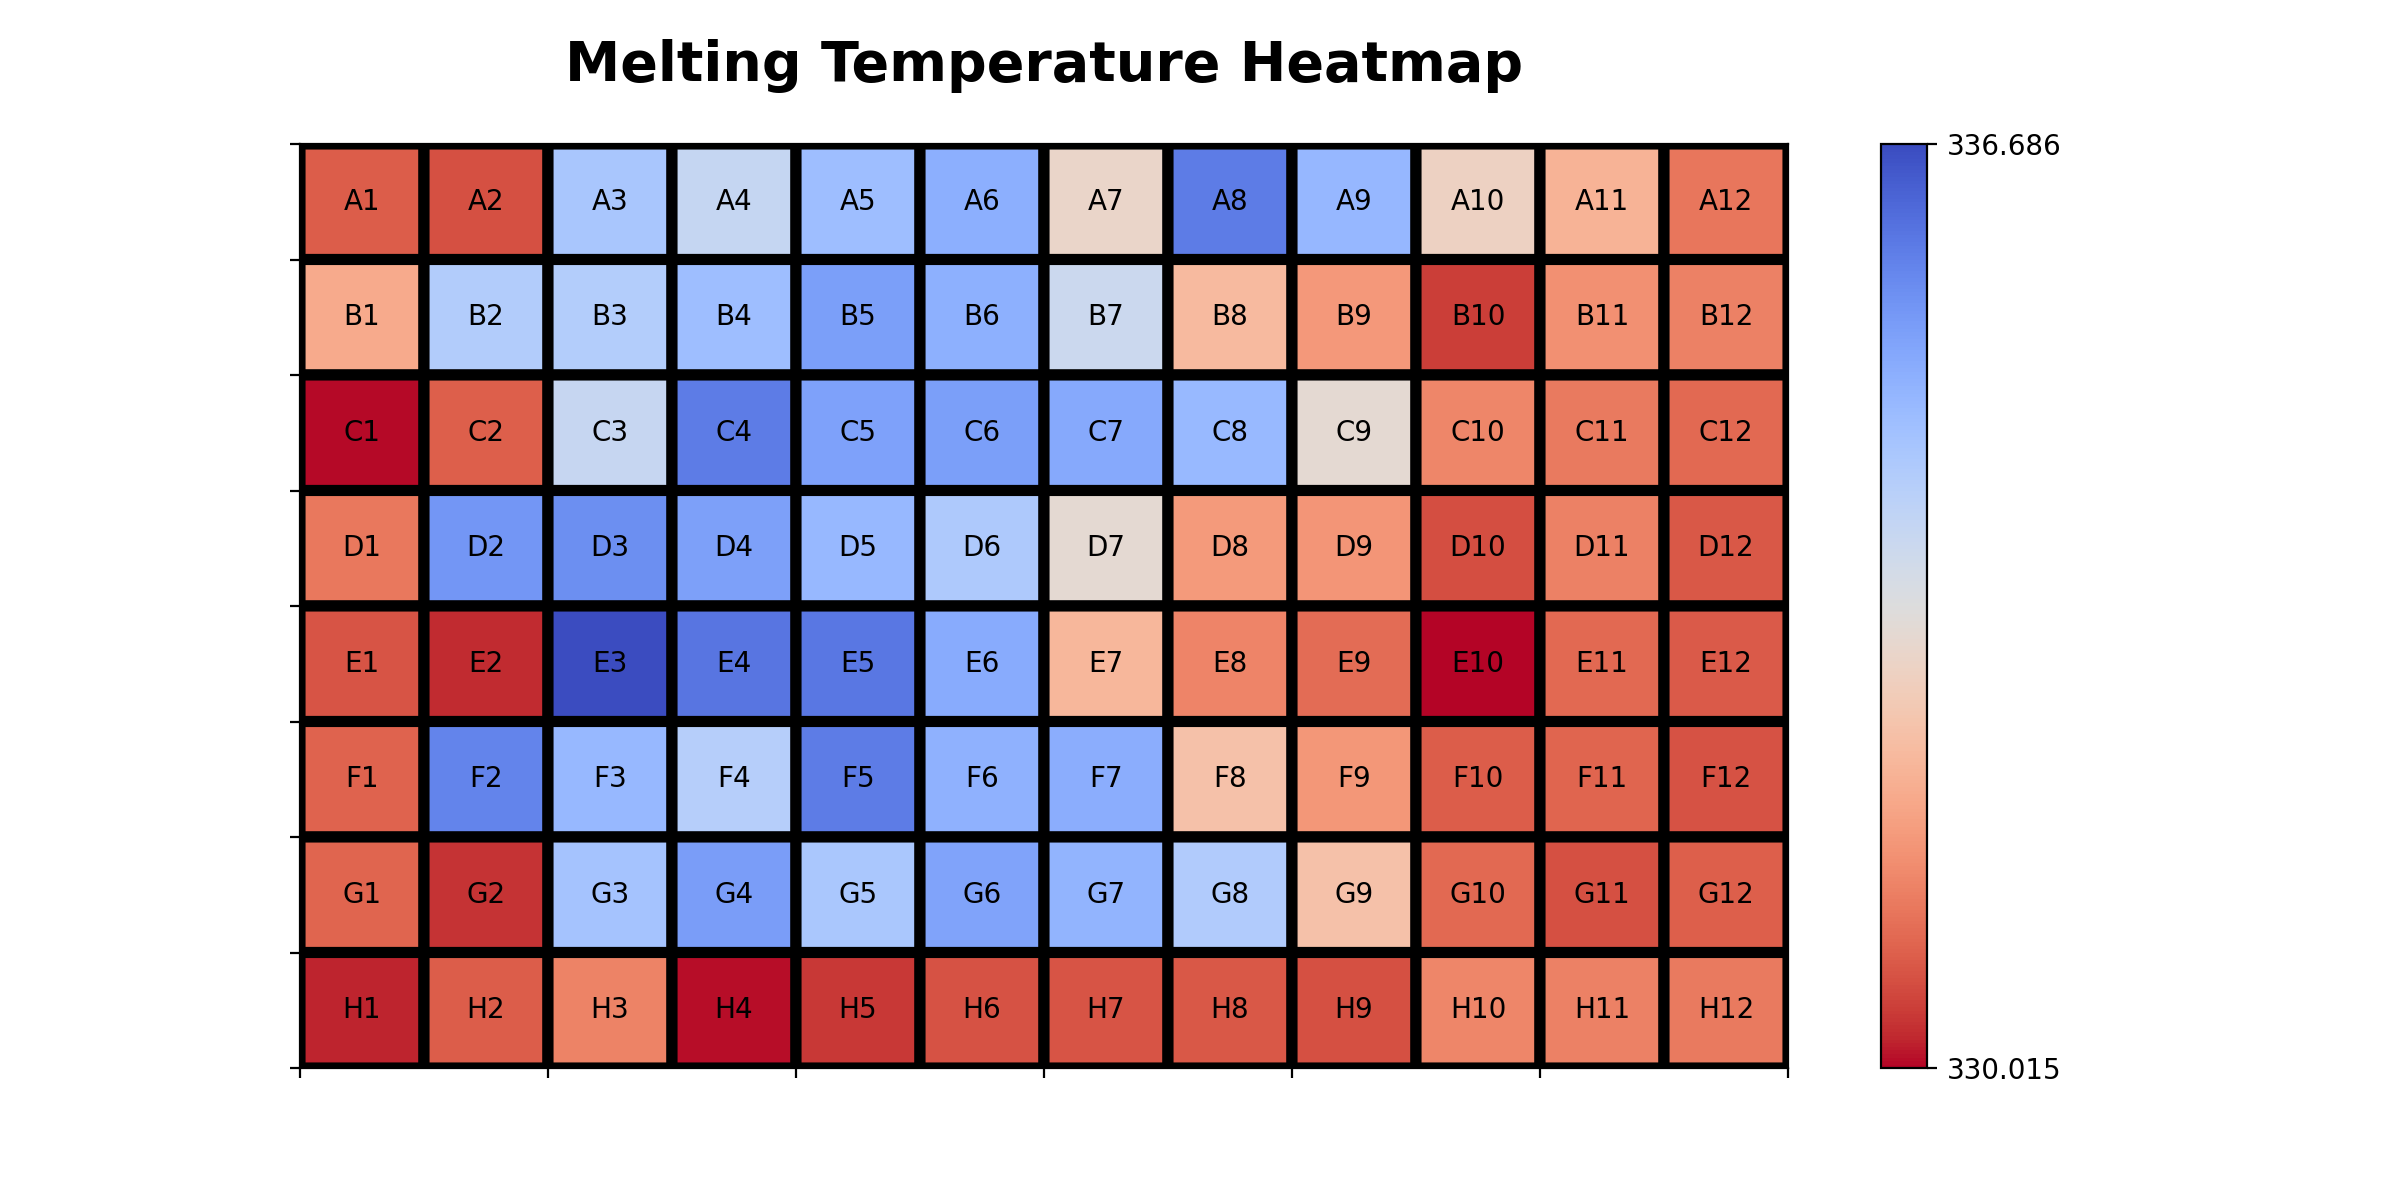 Melting Temperature Heatmap
336.686
A1 A2 A3 A4 A5 A6 A7 A8 A9 A10 A11 A12
B1 B2 B3 B4 B5 B6 B7 B8 B9 B10 B11 B12
C1 C2 C3 C4 C5 C6 C7 C8 C9 C10 C11 C12
D1 D2 D3 D4 D5 D6 D7 D8 D9 D10 D11 D12
E1 E2 E3 E4 E5 E6 E7 E8 E9 E10 E11 E12
F1 F2 F3 F4 F5 F6 F7 F8 F9 F10 F11 F12
G1 G2 G3 G4 G5 G6 G7 G8 G9 G10 G11 G12
H1 H2 H3 H4 H5 H6 H7 H8 H9 H10 H11 H12
330.015